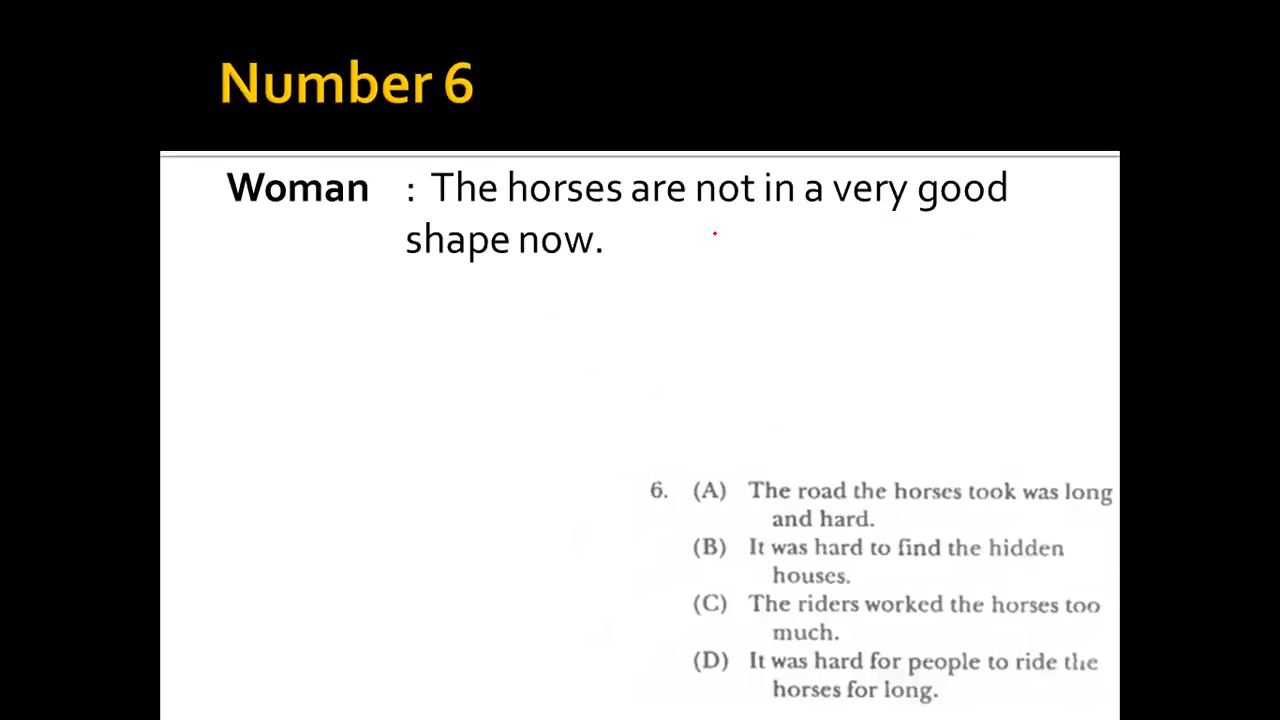 Number 6
Woman : The horses are not in a very good
shape now.
6. (A) The road the horses took was long
and hard.
(B) It was hard to find the hidden
houses.
(C) The riders worked the horses too
much.
(D) It was hard for people to ride the
horses for long.